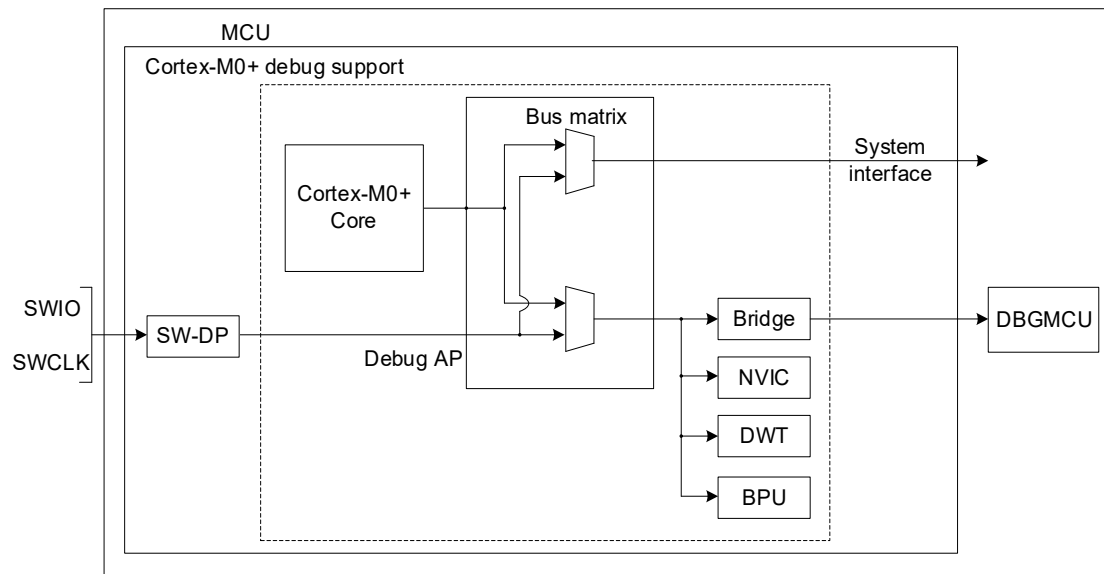 MCU
Cortex-M0+ debug support
Bus matrix
Cortex-M0+
Core
System
interface
SWIO
SWCLK
SW-DP
Debug AP
Bridge
DBGMCU
NVIC
DWT
BPU